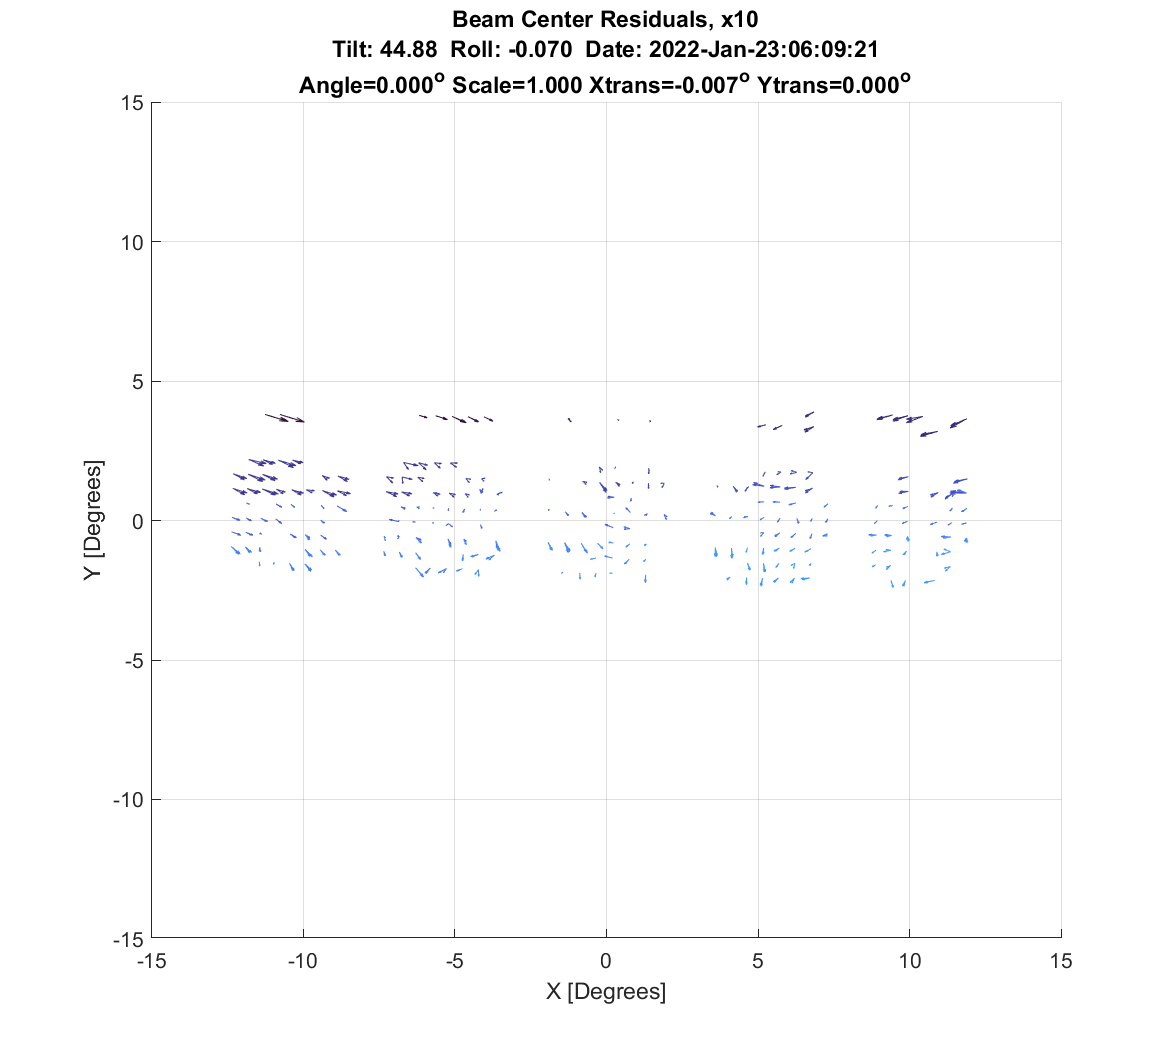 Beam Center Residuals, x10
Tilt: 44.88 Roll: -0.070 Date: 2022-Jan-23:06:09:21
Angle=0.000° Scale=1.000 Xtrans=-0.007° Ytrans=0.000°
15
10
5
0
-5
-10
-15
Y [Degrees]
-15 -10 -5 0 5 10 15
X [Degrees]